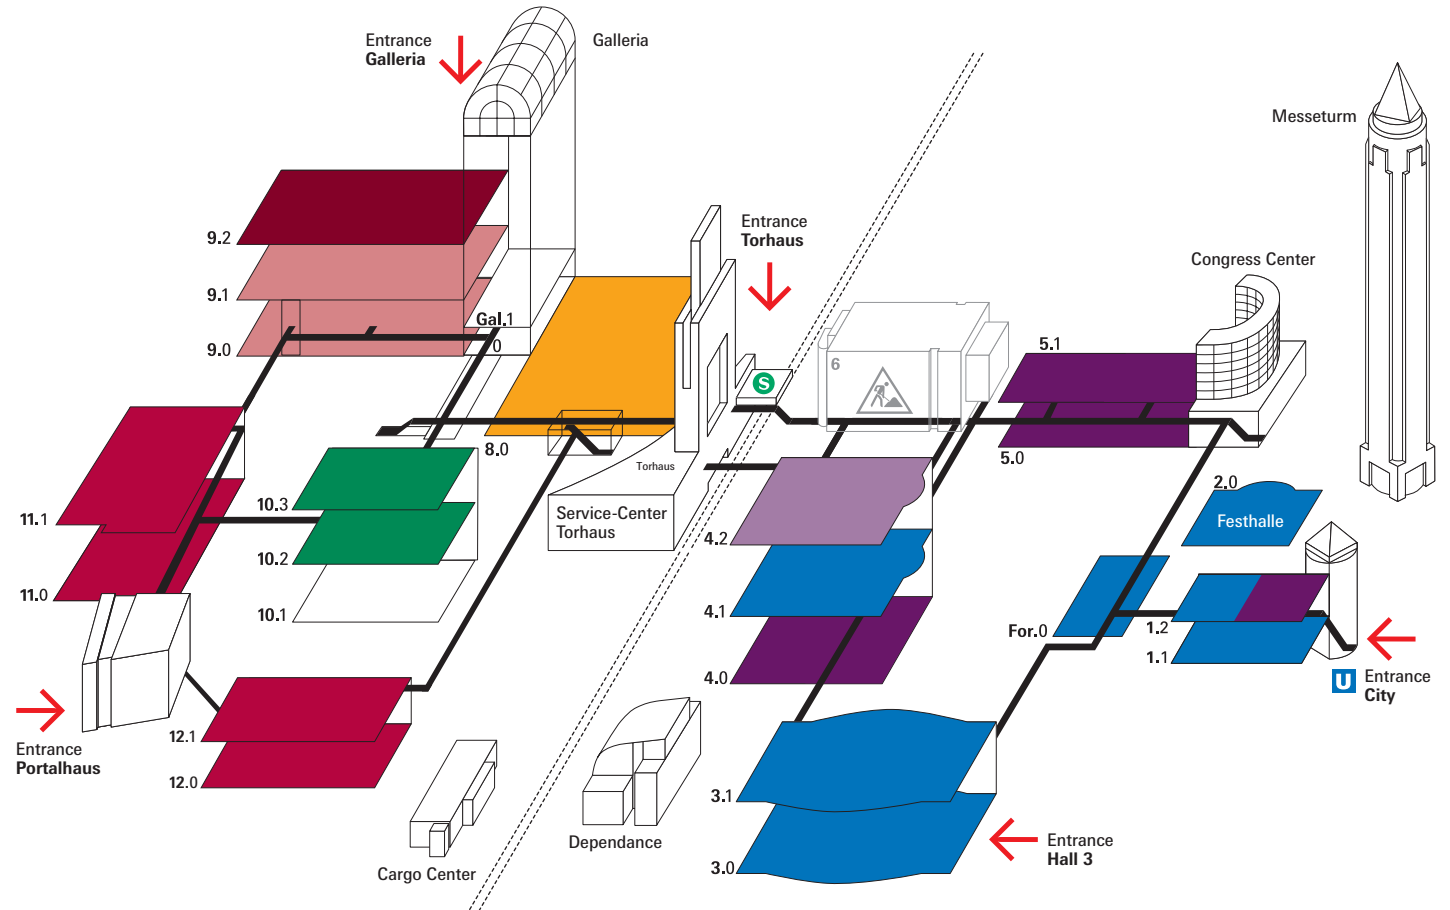 Entrance
Galleria
Galleria
Messeturm
Entrance
Torhaus
Congress Center
9.2
9.1
9.0
Gal.1
0
S
6
5.1
5.0
8.0
Torhaus
Service-Center
Torhaus
11.1
11.0
10.3
10.2
10.1
4.2
4.1
4.0
2.0
Festhalle
For.0
1.2
1.1
U
Entrance
City
Entrance
Portalhaus
12.1
12.0
3.1
3.0
Dependance
Cargo Center
Entrance
Hall 3